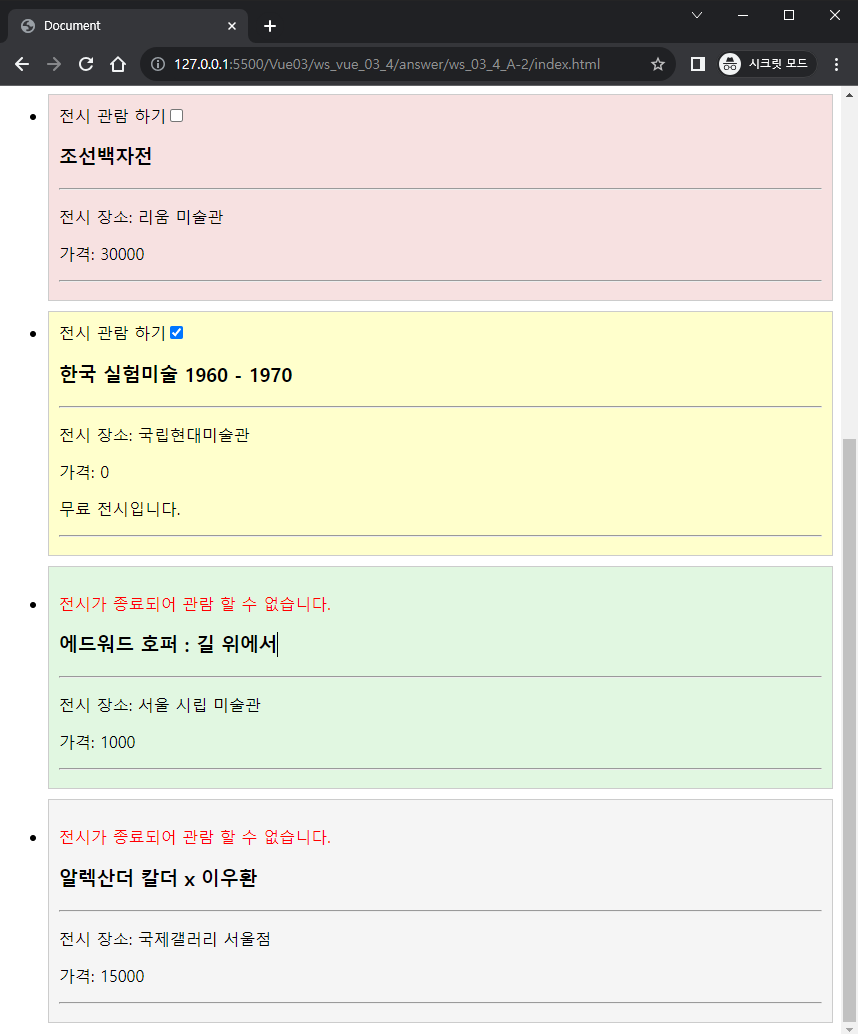 Document
127.0.0.1:5500/Vue03/ws_vue_03_4/answer/ws_03_4_A-2/index.html
시크릿 모드
전시 관람 하기
조선백자전
전시 장소: 리움 미술관
가격: 30000
전시 관람 하기
한국 실험미술 1960 - 1970
전시 장소: 국립현대미술관
가격: 0
무료 전시입니다.
전시가 종료되어 관람 할 수 없습니다.
에드워드 호퍼 : 길 위에서
전시 장소: 서울 시립 미술관
가격: 1000
전시가 종료되어 관람 할 수 없습니다.
알렉산더 칼더 x 이우환
전시 장소: 국제갤러리 서울점
가격: 15000